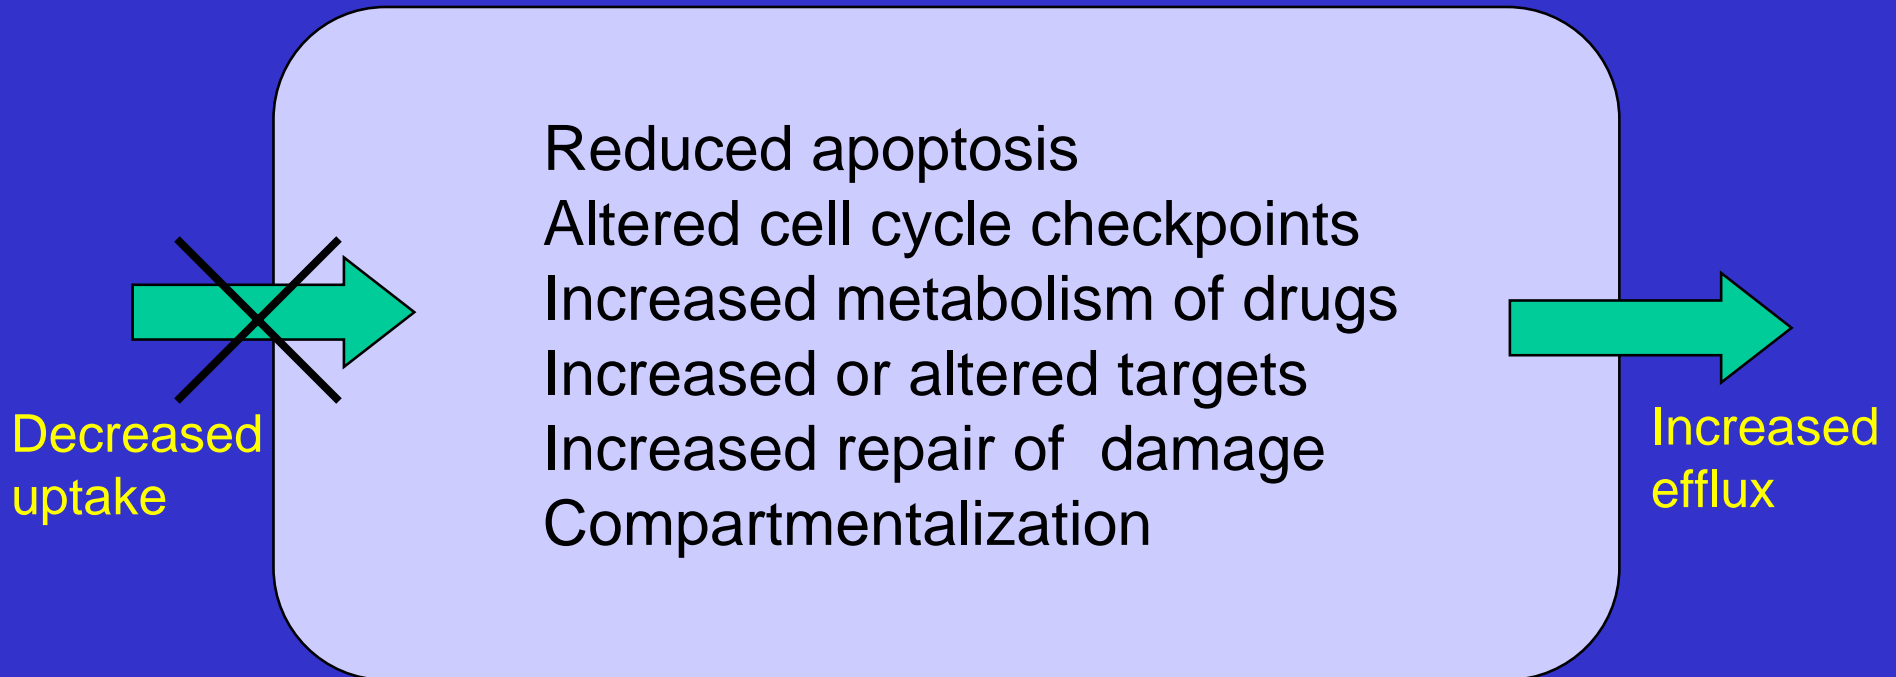 Reduced apoptosis
Altered cell cycle checkpoints
Increased metabolism of drugs
Increased or altered targets
Increased repair of  damage
Compartmentalization
Decreased
uptake
Increased
efflux